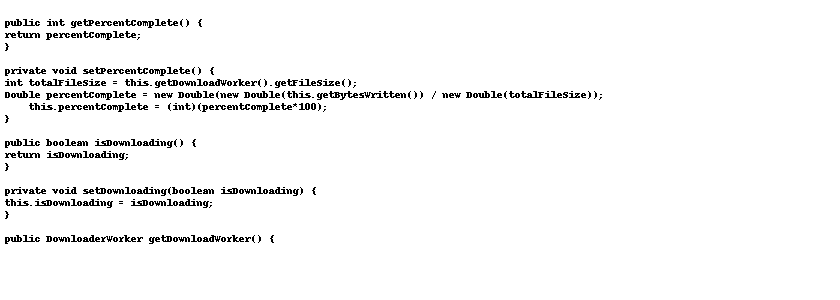 public int getPercentComplete() {
return percentComplete;
}
private void setPercentComplete() {
int totalFileSize = this.getDownloadWorker().getFileSize();
Double percentComplete = new Double(new Double(this.getBytesWritten()) / new Double(totalFileSize));
this.percentComplete = (int)(percentComplete*100);
}
public boolean isDownloading() {
return isDownloading;
}
private void setDownloading(boolean isDownloading) {
this.isDownloading = isDownloading;
}
public DownloaderWorker getDownloadWorker() {